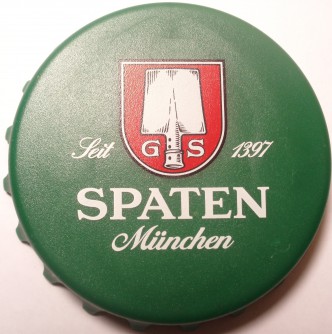 Seit G S 1397
SPATEN
München